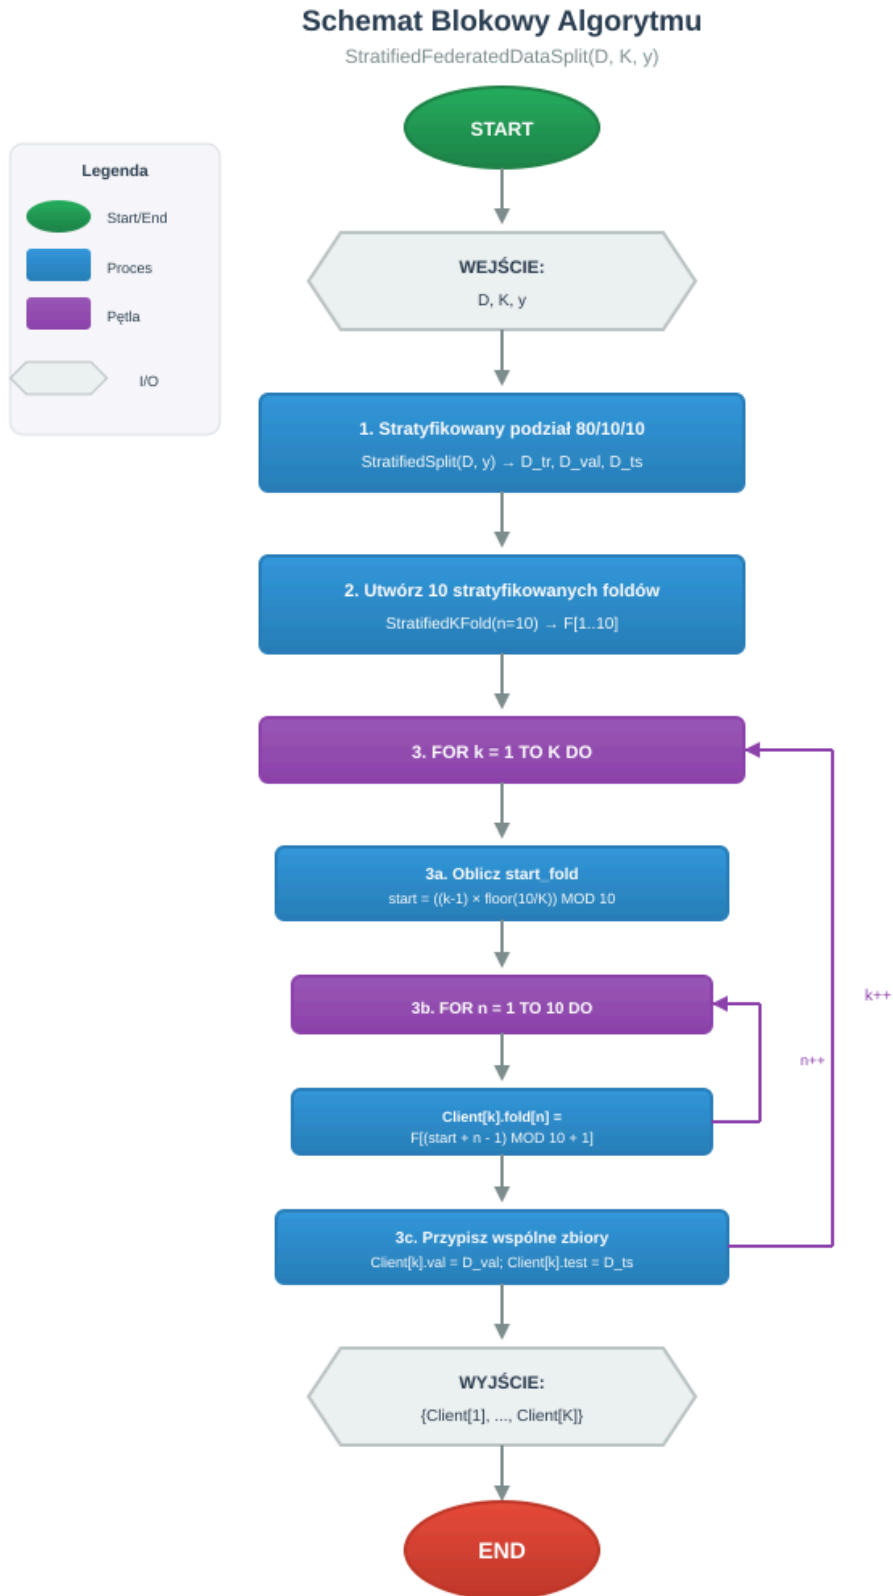 Schemat Blokowy Algorytmu
StratifiedFederatedDataSplit(D, K, y)
START
Legenda
Start/End
Proces
Pętla
I/O
WEJŚCIE:
D, K, y
1. Stratyfikowany podział 80/10/10
StratifiedSplit(D, y) → D_tr, D_val, D_ts
2. Utwórz 10 stratyfikowanych foldów
StratifiedKFold(n=10) → F[1..10]
3. FOR k = 1 TO K DO
3a. Oblicz start_fold
start = ((k-1) × floor(10/K)) MOD 10
3b. FOR n = 1 TO 10 DO
k++
n++
Client[k].fold[n] =
F[(start + n - 1) MOD 10 + 1]
3c. Przypisz wspólne zbiory
Client[k].val = D_val; Client[k].test = D_ts
WYJŚCIE:
{Client[1], ..., Client[K]}
END